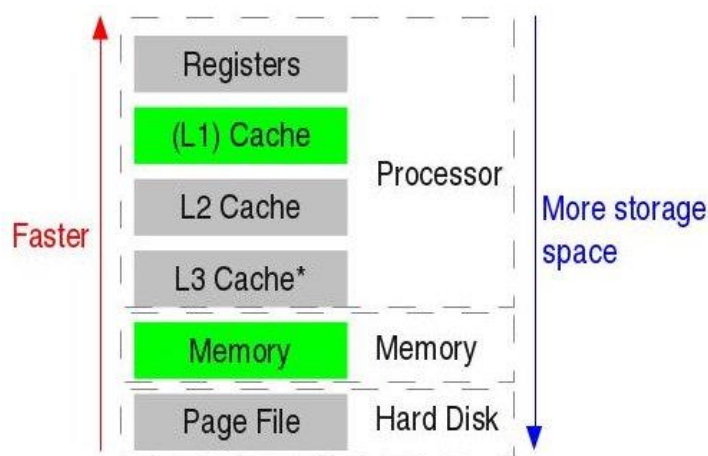 Registers
(L1) Cache
Processor
L2 Cache
Faster
More storage
space
L3 Cache*
Memory
Memory
Page File
Hard Disk